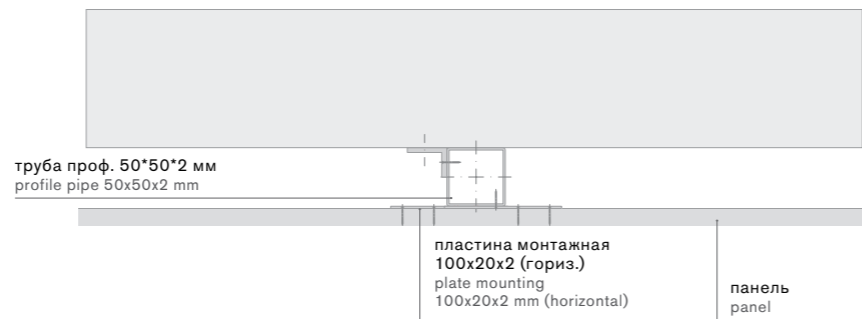 труба проф. 50*50*2 мм
profile pipe 50x50x2 mm
пластина монтажная
100x20x2 (гориз.)
plate mounting
100x20x2 mm (horizontal)
панель
panel